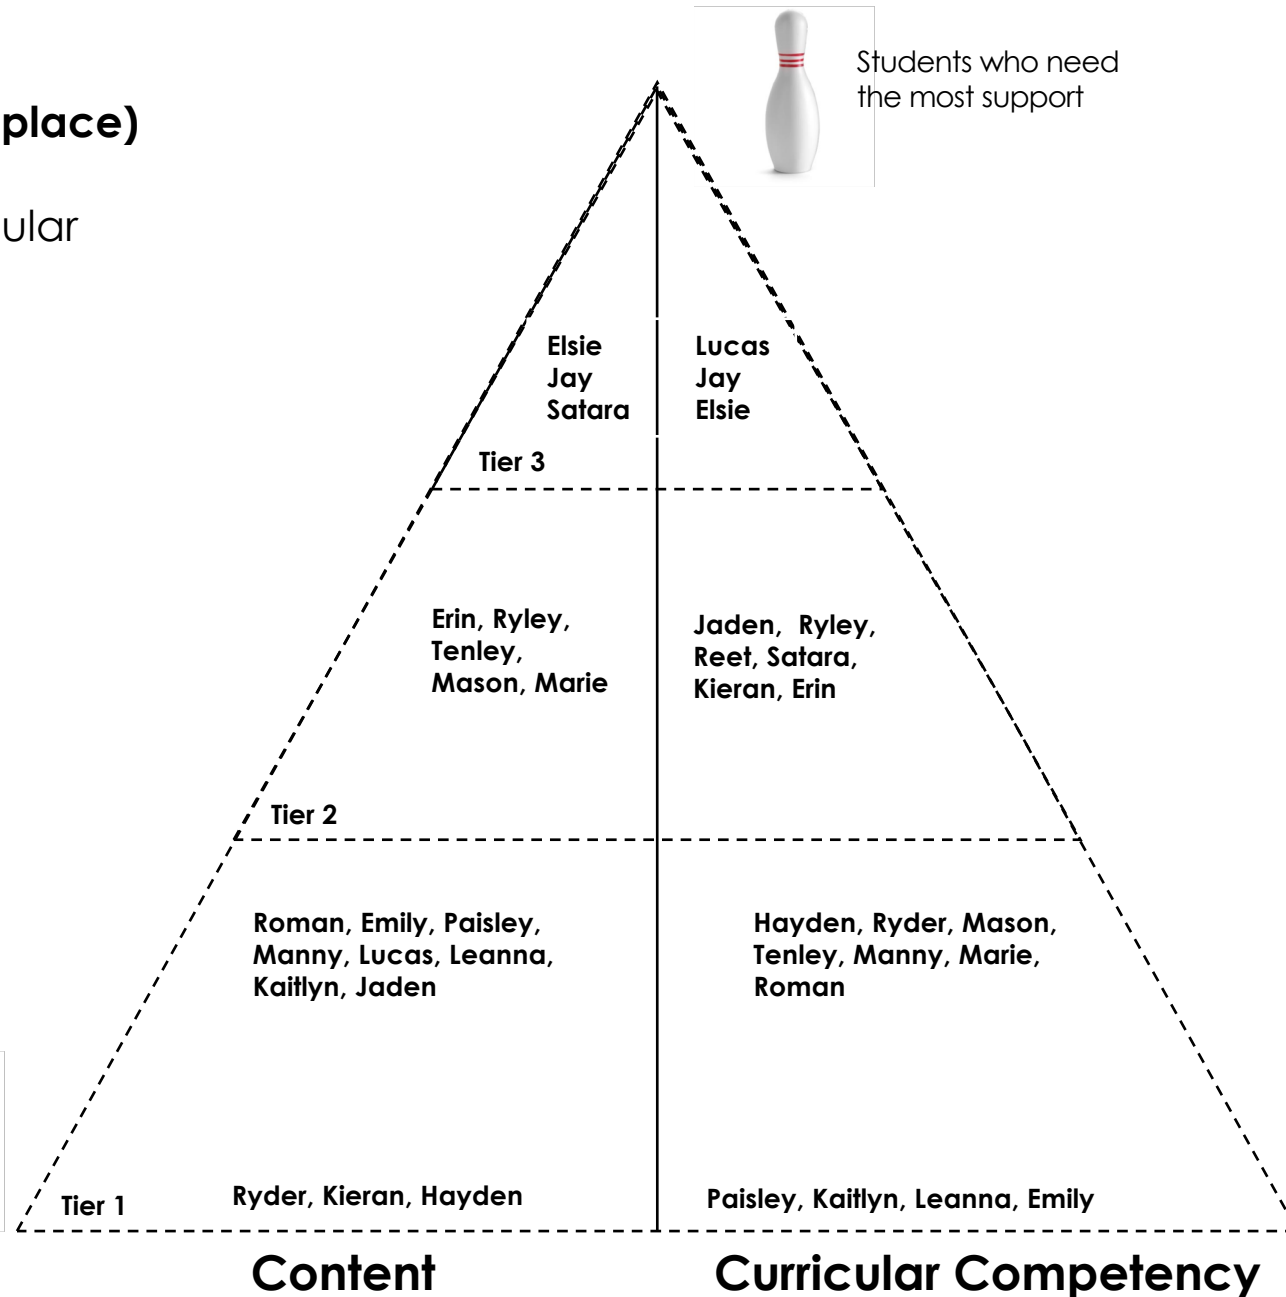 Students who need
the most support
place)
ular
Elsie
Jay
Satara
Lucas
Jay
Elsie
Tier 3
Erin, Ryley,
Tenley,
Mason, Marie
Jaden, Ryley,
Reet, Satara,
Kieran, Erin
Tier 2
Roman, Emily, Paisley,
Manny, Lucas, Leanna,
Kaitlyn, Jaden
Hayden, Ryder, Mason,
Tenley, Manny, Marie,
Roman
Tier 1
Ryder, Kieran, Hayden
Paisley, Kaitlyn, Leanna, Emily
Content
Curricular Competency